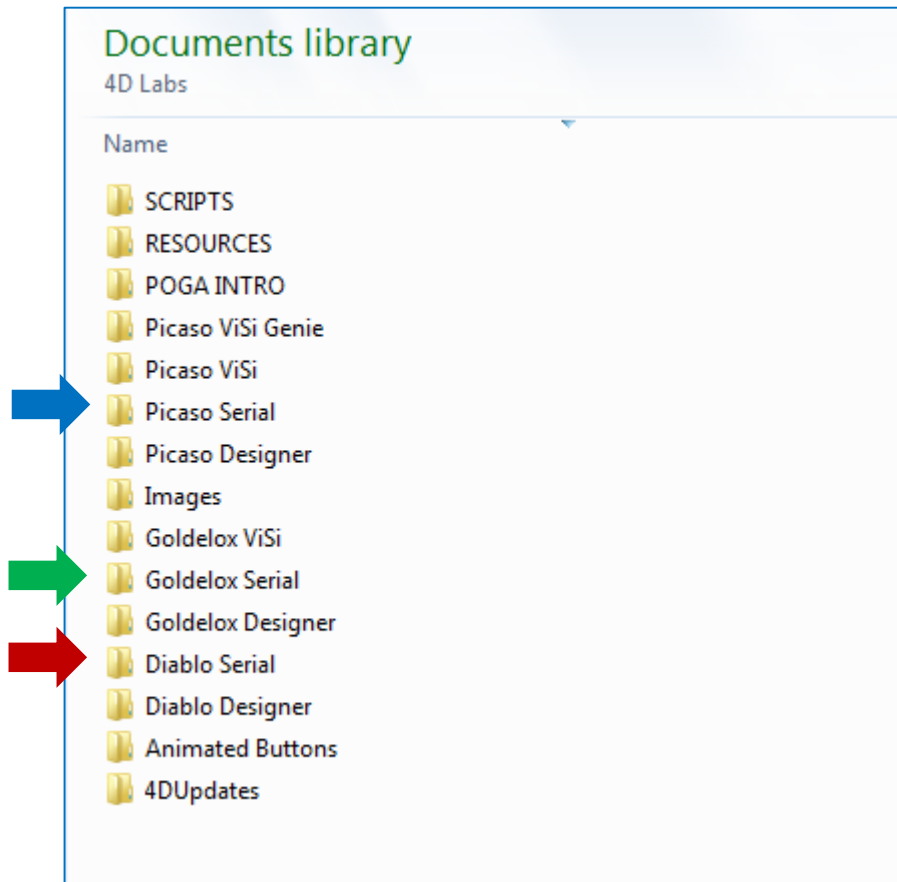 Documents library
4D Labs
Name
SCRIPTS
RESOURCES
POGA INTRO
Picaso ViSi Genie
Picaso ViSi
Picaso Serial
Picaso Designer
Images
Goldelox ViSi
Goldelox Serial
Goldelox Designer
Diablo Serial
Diablo Designer
Animated Buttons
4DUpdates